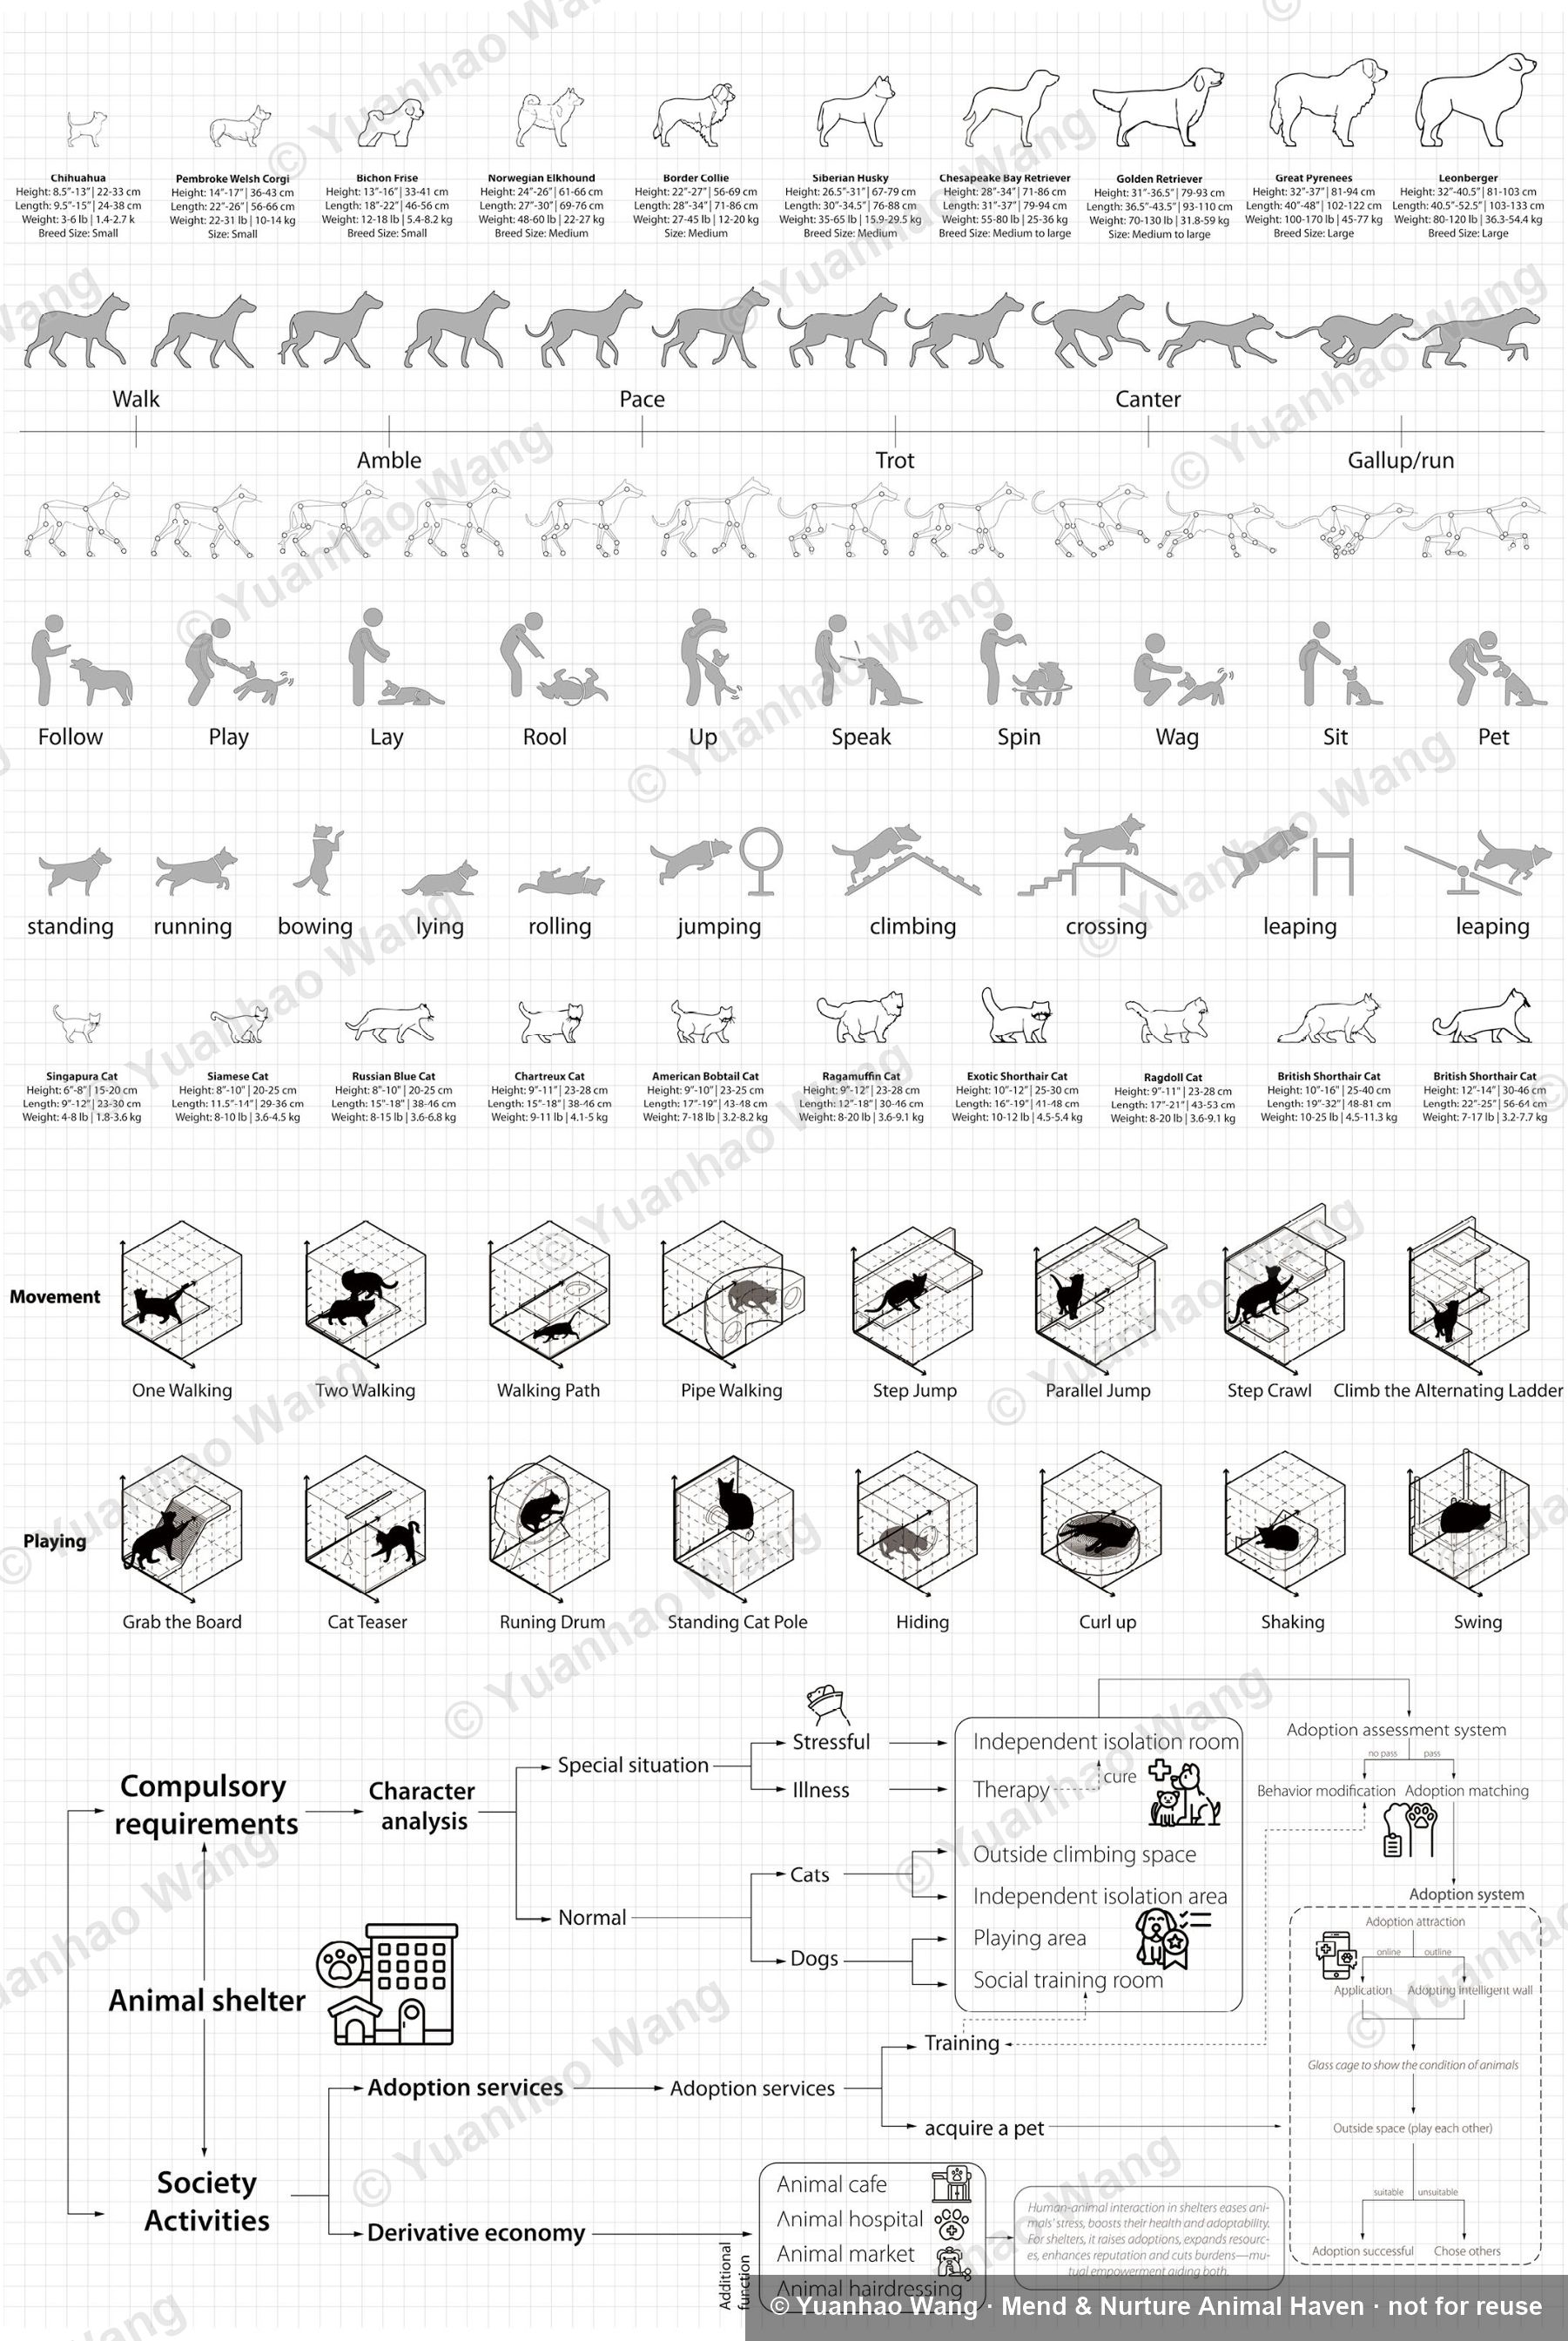 Chihuahua
Height: 8.5”-13” | 22-33 cm
Length: 9.5”-15” | 24-38 cm
Weight: 3-6 lb | 1.4-2.7 k
Breed Size: Small
Pembroke Welsh Corgi
Height: 14”-17” | 36-43 cm
Length: 22”-26” | 56-66 cm
Weight: 22-31 lb | 10-14 kg
Size: Small
Bichon Frise
Height: 13”-16” | 33-41 cm
Length: 18”-22” | 46-56 cm
Weight: 12-18 lb | 5.4-8.2 kg
Breed Size: Small
Norwegian Elkhound
Height: 24”-26” | 61-66 cm
Length: 27”-30” | 69-76 cm
Weight: 48-60 lb | 22-27 kg
Breed Size: Medium
Border Collie
Height: 22”-27” | 56-69 cm
Length: 28”-34” | 71-86 cm
Weight: 27-45 lb | 12-20 kg
Size: Medium
Siberian Husky
Height: 26.5”-31” | 67-79 cm
Length: 30”-34.5” | 76-88 cm
Weight: 35-65 lb | 15.9-29.5 kg
Breed Size: Medium
Chesapeake Bay Retriever
Height: 28”-34” | 71-86 cm
Length: 31”-37” | 79-94 cm
Weight: 55-80 lb | 25-36 kg
Breed Size: Medium to large
Golden Retriever
Height: 31”-36.5” | 79-93 cm
Length: 36.5”-43.5” | 93-110 cm
Weight: 70-130 lb | 31.8-59 kg
Size: Medium to large
Great Pyrenees
Height: 32”-37” | 81-94 cm
Length: 40”-48” | 102-122 cm
Weight: 100-170 lb | 45-77 kg
Breed Size: Large
Leonberger
Height: 32”-40.5” | 81-103 cm
Length: 40.5”-52.5” | 103-133 cm
Weight: 80-120 lb | 36.3-54.4 kg
Breed Size: Large
Walk
Pace
Canter
Amble
Trot
Gallup/run
Follow
Play
Lay
Rool
Up
Speak
Spin
Wag
Sit
Pet
standing
running
bowing
lying
rolling
jumping
climbing
crossing
leaping
leaping
Singapura Cat
Height: 6”-8” | 15-20 cm
Length: 9”-12” | 23-30 cm
Weight: 4-8 lb | 1.8-3.6 kg
Siamese Cat
Height: 8”-10” | 20-25 cm
Length: 11.5”-14” | 29-36 cm
Weight: 8-10 lb | 3.6-4.5 kg
Russian Blue Cat
Height: 8”-10” | 20-25 cm
Length: 15”-18” | 38-46 cm
Weight: 8-15 lb | 3.6-6.8 kg
Chartreux Cat
Height: 9”-11” | 23-28 cm
Length: 15”-18” | 38-46 cm
Weight: 9-11 lb | 4.1-5 kg
American Bobtail Cat
Height: 9”-10” | 23-25 cm
Length: 17”-19” | 43-48 cm
Weight: 7-18 lb | 3.2-8.2 kg
Ragamuffin Cat
Height: 9”-12” | 23-28 cm
Length: 12”-18” | 30-46 cm
Weight: 8-20 lb | 3.6-9.1 kg
Exotic Shorthair Cat
Height: 10”-12” | 25-30 cm
Length: 16”-19” | 41-48 cm
Weight: 10-12 lb | 4.5-5.4 kg
Ragdoll Cat
Height: 9”-11” | 23-28 cm
Length: 17”-21” | 43-53 cm
Weight: 8-20 lb | 3.6-9.1 kg
British Shorthair Cat
Height: 10”-16” | 25-40 cm
Length: 19”-32” | 48-81 cm
Weight: 10-25 lb | 4.5-11.3 kg
British Shorthair Cat
Height: 12”-14” | 30-46 cm
Length: 22”-25” | 56-64 cm
Weight: 7-17 lb | 3.2-7.7 kg
Movement
One Walking
Two Walking
Walking Path
Pipe Walking
Step Jump
Parallel Jump
Step Crawl
Climb the Alternating Ladder
Playing
Grab the Board
Cat Teaser
Runing Drum
Standing Cat Pole
Hiding
Curl up
Shaking
Swing
Compulsory
requirements
Character
analysis
Special situation
Normal
Stressful
Illness
Cats
Dogs
Independent isolation room
Therapy
cure
Outside climbing space
Independent isolation area
Playing area
Social training room
Adoption assessment system
no pass
pass
Behavior modification
Adoption matching
Adoption system
Adoption attraction
online
outline
Application
Adopting intelligent wall
Glass cage to show the condition of animals
Outside space (play each other)
suitable
unsuitable
Adoption successful
Chose others
Animal shelter
Society
Activities
Adoption services
Adoption services
Training
acquire a pet
Derivative economy
Additional
function
Animal cafe
Animal hospital
Animal market
Animal hairdressing
Human-animal interaction in shelters eases ani-
mals' stress, boosts their health and adoptability.
For shelters, it raises adoptions, expands resourc-
es, enhances reputation and cuts burdens—mu-
tual empowerment aiding both.
© Yuanhao Wang · Mend & Nurture Animal Haven · not for reuse
© Yuanhao Wang